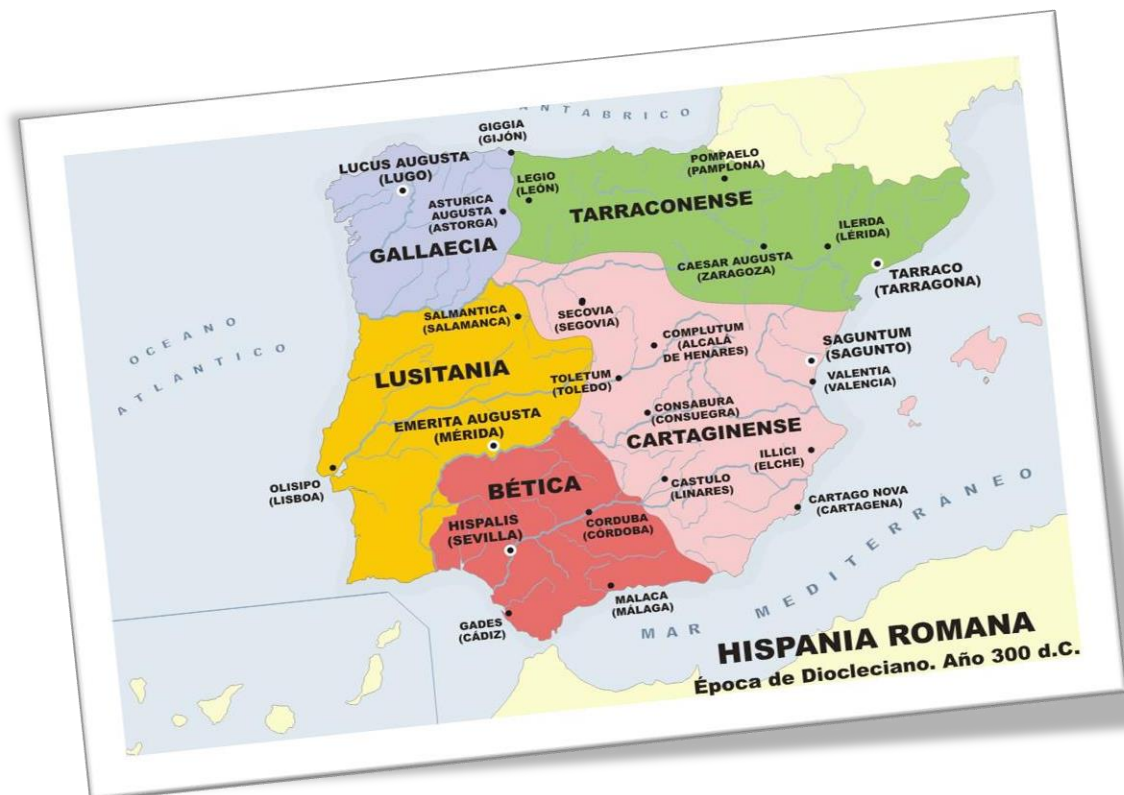 ANTÁBRICO
GIGGIA
(GIJÓN)
LUCUS AUGUSTA
(LUGO)
POMPAELO
(PAMPLONA)
LEGIO
(LEÓN)
ASTURICA
AUGUSTA
(ASTORGA)
TARRACONENSE
ILERDA
(LÉRIDA)
GALLAECIA
CAESAR AUGUSTA
(ZARAGOZA)
TARRACO
(TARRAGONA)
OCEANO
ATLÁNTICO
SALMANTICA
(SALAMANCA)
SECOVIA
(SEGOVIA)
COMPLUTUM
(ALCALÁ
DE HENARES)
SAGUNTUM
(SAGUNTO)
LUSITANIA
TOLETUM
(TOLEDO)
VALENTIA
(VALENCIA)
EMERITA AUGUSTA
(MÉRIDA)
CONSABURA
(CONSUEGRA)
CARTAGINENSE
ILLICI
(ELCHE)
OLISIPO
(LISBOA)
BÉTICA
CASTULO
(LINARES)
CARTAGO NOVA
(CARTAGENA)
HISPALIS
(SEVILLA)
CORDUBA
(CÓRDOBA)
MALACA
(MÁLAGA)
GADES
(CÁDIZ)
MAR MEDITERRÁNEO
HISPANIA ROMANA
Época de Diocleciano. Año 300 d.C.